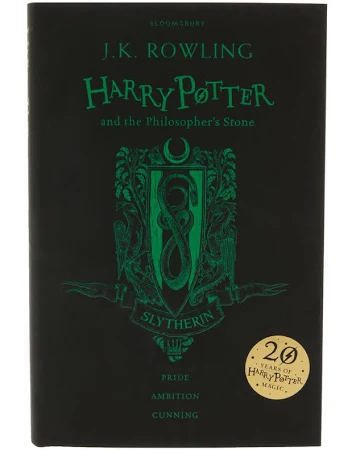 BLOOMSBURY
J.K. ROWLING
HARRY POTTER
and the Philosopher's Stone
SLYTHERIN
PRIDE
AMBITION
CUNNING
20
YEARS OF
HARRY POTTER
MAGIC